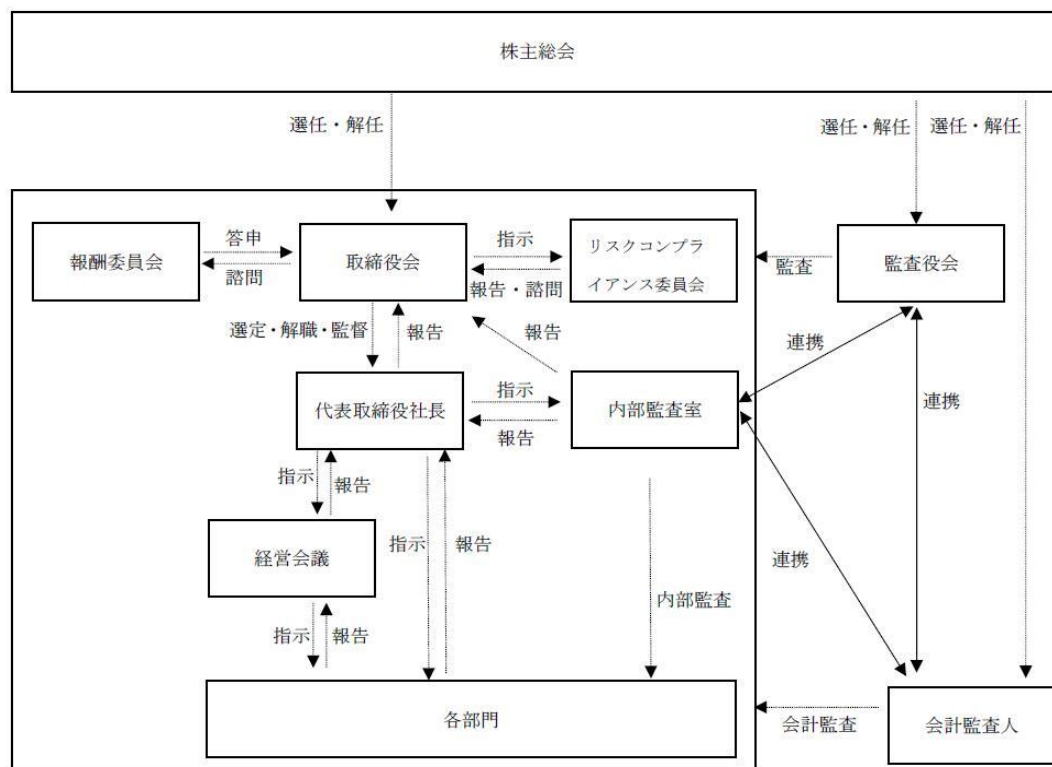 株主総会
選任・解任
選任・解任
選任・解任
報酬委員会
答申
諮問
取締役会
指示
報告・諮問
リスクコンプラ
イアンス委員会
監査
監査役会
選定・解職・監督
報告
報告
連携
代表取締役社長
指示
報告
内部監査室
連携
指示
報告
経営会議
指示
報告
連携
内部監査
指示
報告
各部門
会計監査
会計監査人